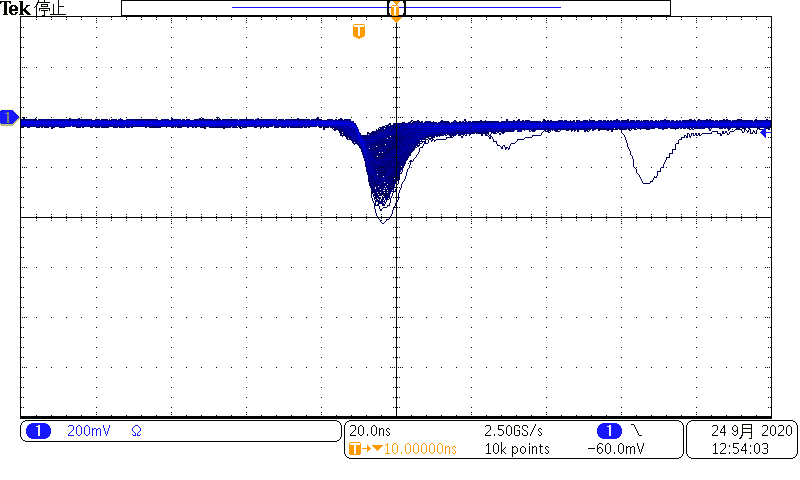 Tek 停止
T
T
1
1 200mV Ω
20.0ns 2.50GS/s 1
T→▼10.00000ns 10k points −60.0mV
24 9月 2020
12:54:03